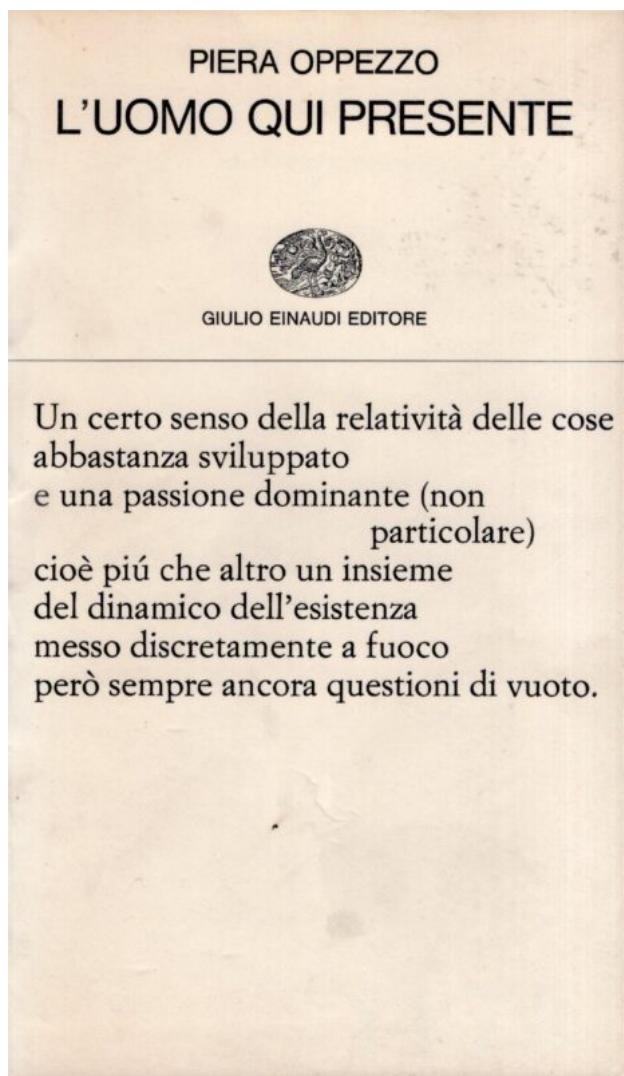 PIERA OPPEZZO
L'UOMO QUI PRESENTE
GIULIO EINAUDI EDITORE
Un certo senso della relatività delle cose
abbastanza sviluppato
e una passione dominante (non
particolare)
cioè piú che altro un insieme
del dinamico dell'esistenza
messo discretamente a fuoco
però sempre ancora questioni di vuoto.